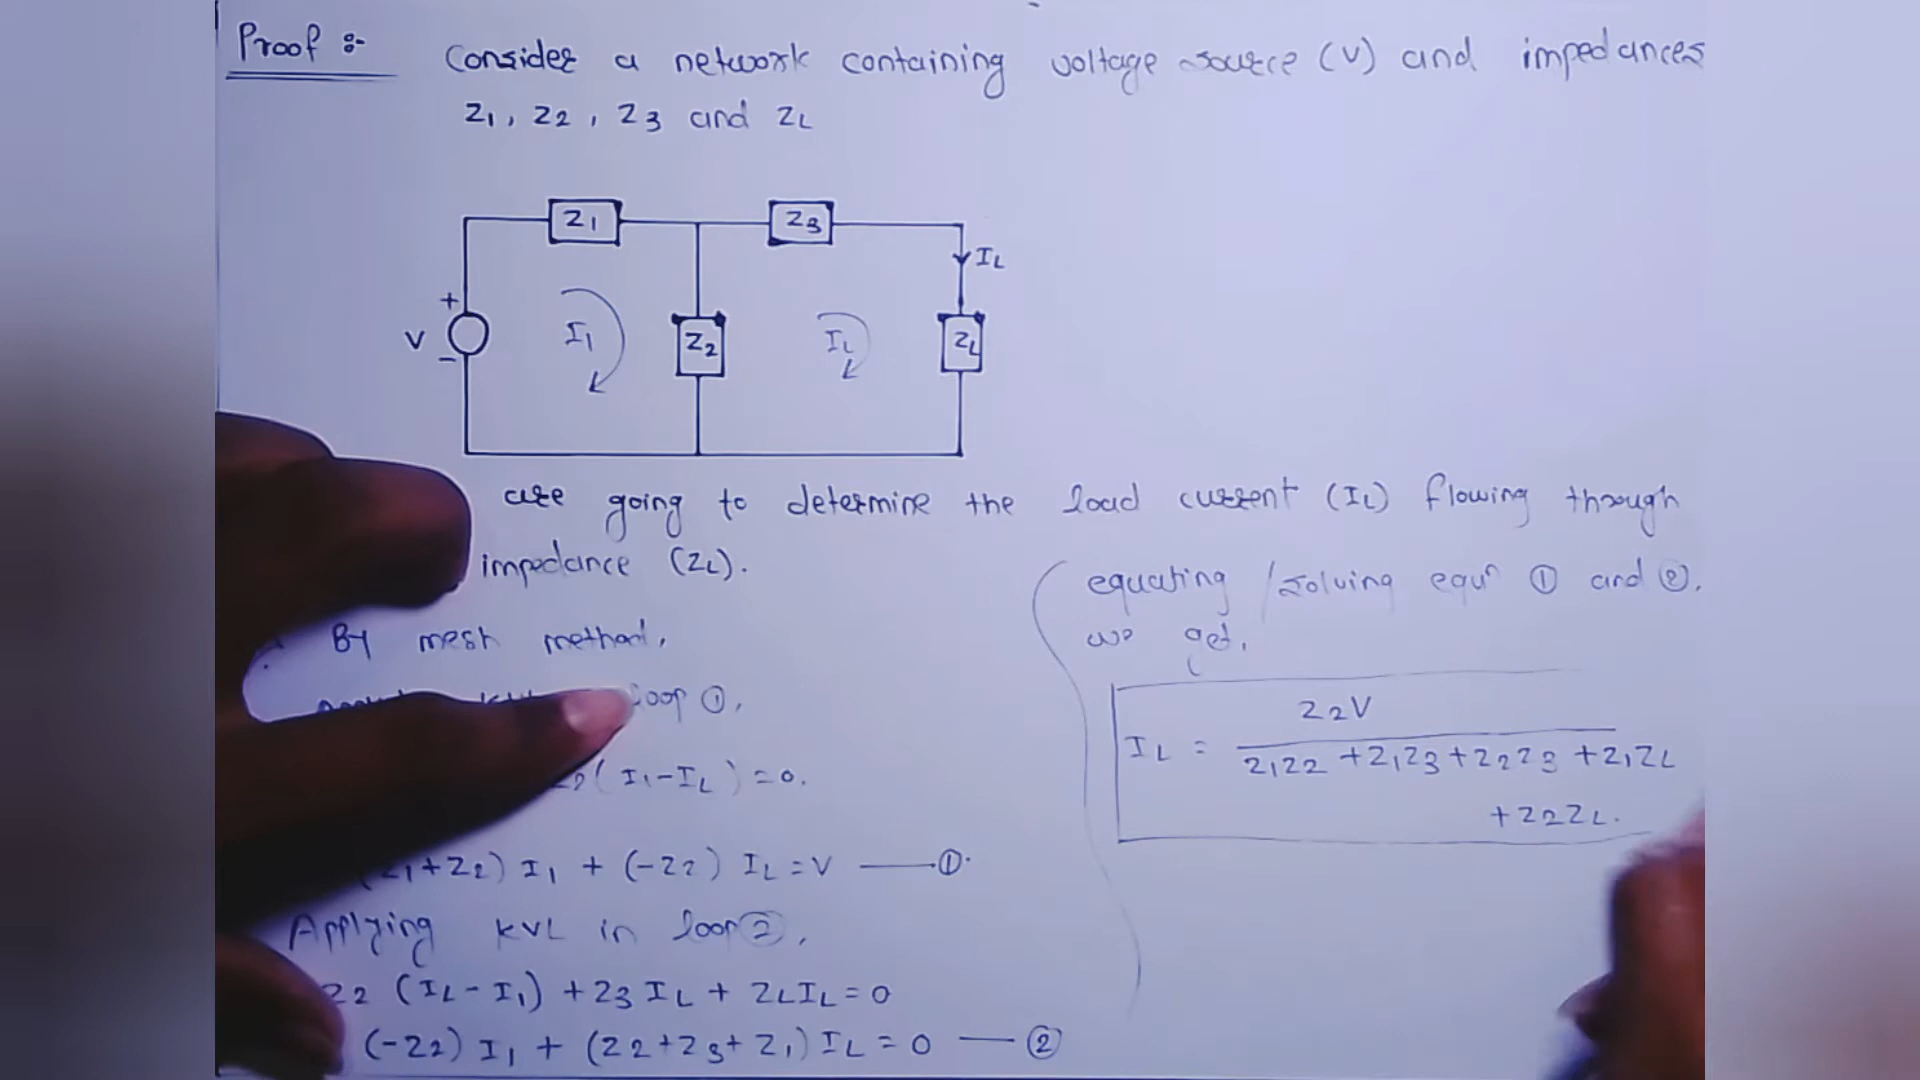 Proof :-
Consider a network containing voltage source (V) and impedances
Z1, Z2, Z3 and ZL
Z1
Z3
IL
+
V
-
I1
Z2
IL
ZL
are going to determine the load current (IL) flowing through
impedance (ZL).
By mesh method,
loop ①,
(I1-IL) = 0.
+Z2) I1 + (-Z2) IL = V —— ①.
Applying KVL in loop ②,
Z2 (IL - I1) + Z3 IL + ZLIL = 0
(-Z2) I1 + (Z2+Z3+Z1) IL = 0 —— ②
equating / solving equn ① and ②,
we get,
IL = Z2V
Z1Z2 + Z1Z3 + Z2Z3 + Z1ZL
+ Z2ZL.